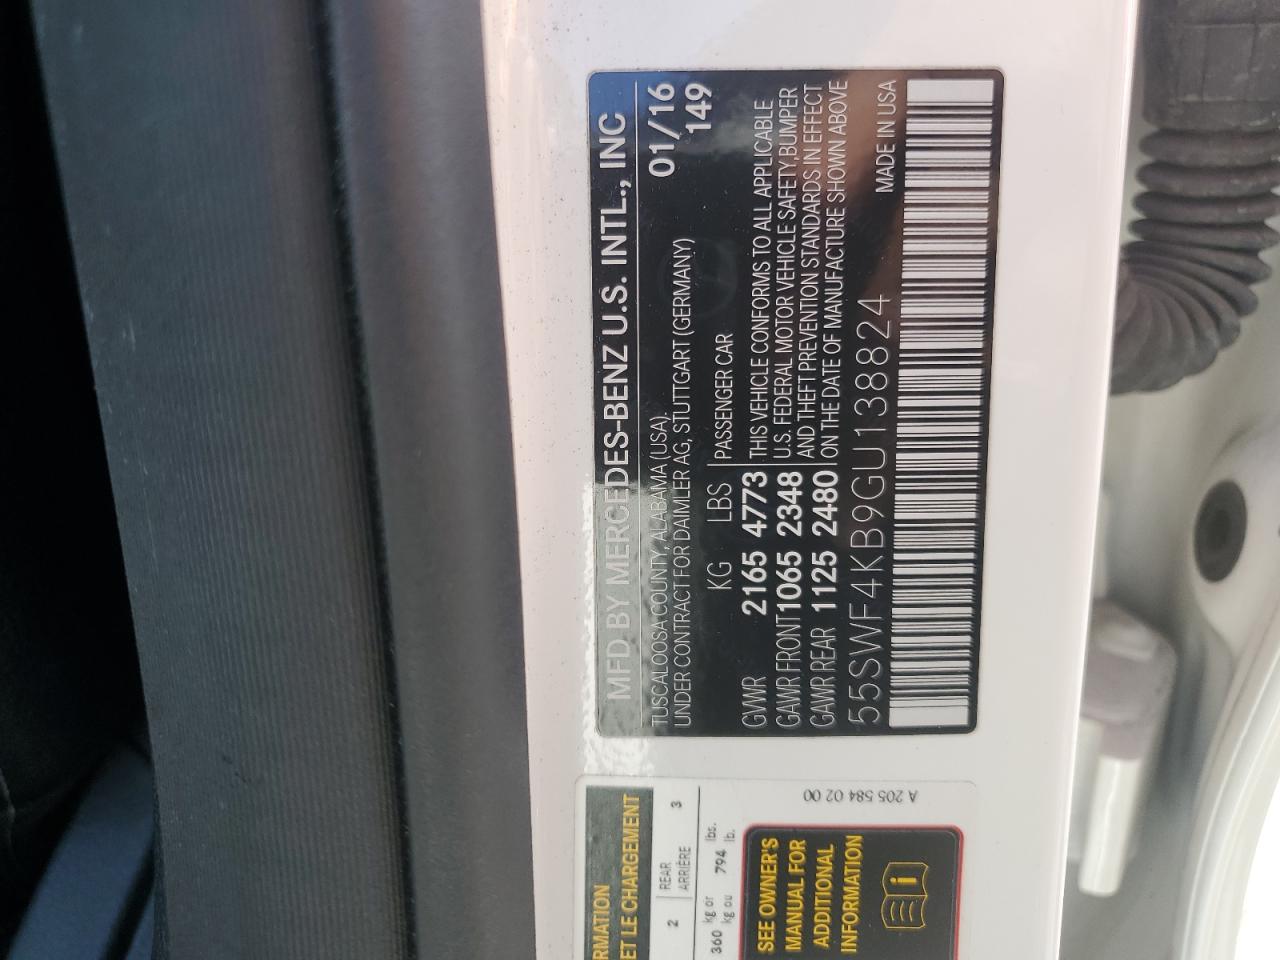 MFD. BY MERCEDES-BENZ U.S. INTL., INC
TUSCALOOSA COUNTY, ALABAMA (USA). 01/16
UNDER CONTRACT FOR DAIMLER AG, STUTTGART (GERMANY) 149
KG LBS PASSENGER CAR
GVWR 2165 4773 THIS VEHICLE CONFORMS TO ALL APPLICABLE
GAWR FRONT 1065 2348 U.S. FEDERAL MOTOR VEHICLE SAFETY,BUMPER
GAWR REAR 1125 2480 AND THEFT PREVENTION STANDARDS IN EFFECT
ON THE DATE OF MANUFACTURE SHOWN ABOVE
55SWF4KB9GU138824 MADE IN USA
RMATION
ET LE CHARGEMENT
2 REAR 3
ARRIÈRE
360 kg or 794 lbs.
kg ou lb.
SEE OWNER'S
MANUAL FOR
ADDITIONAL
INFORMATION
i
A 205 584 02 00